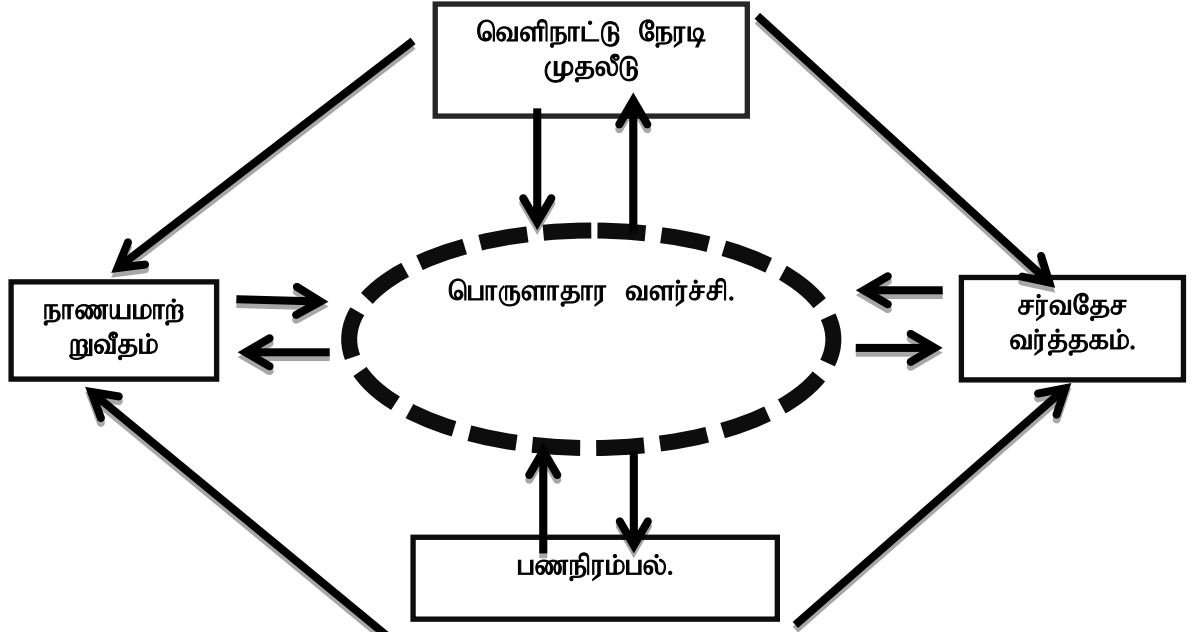 வெளிநாட்டு நேரடி
முதலீடு
பொருளாதார வளர்ச்சி.
நாணயமாற்
றுவீதம்
சர்வதேச
வர்த்தகம்.
பணநிரம்பல்.